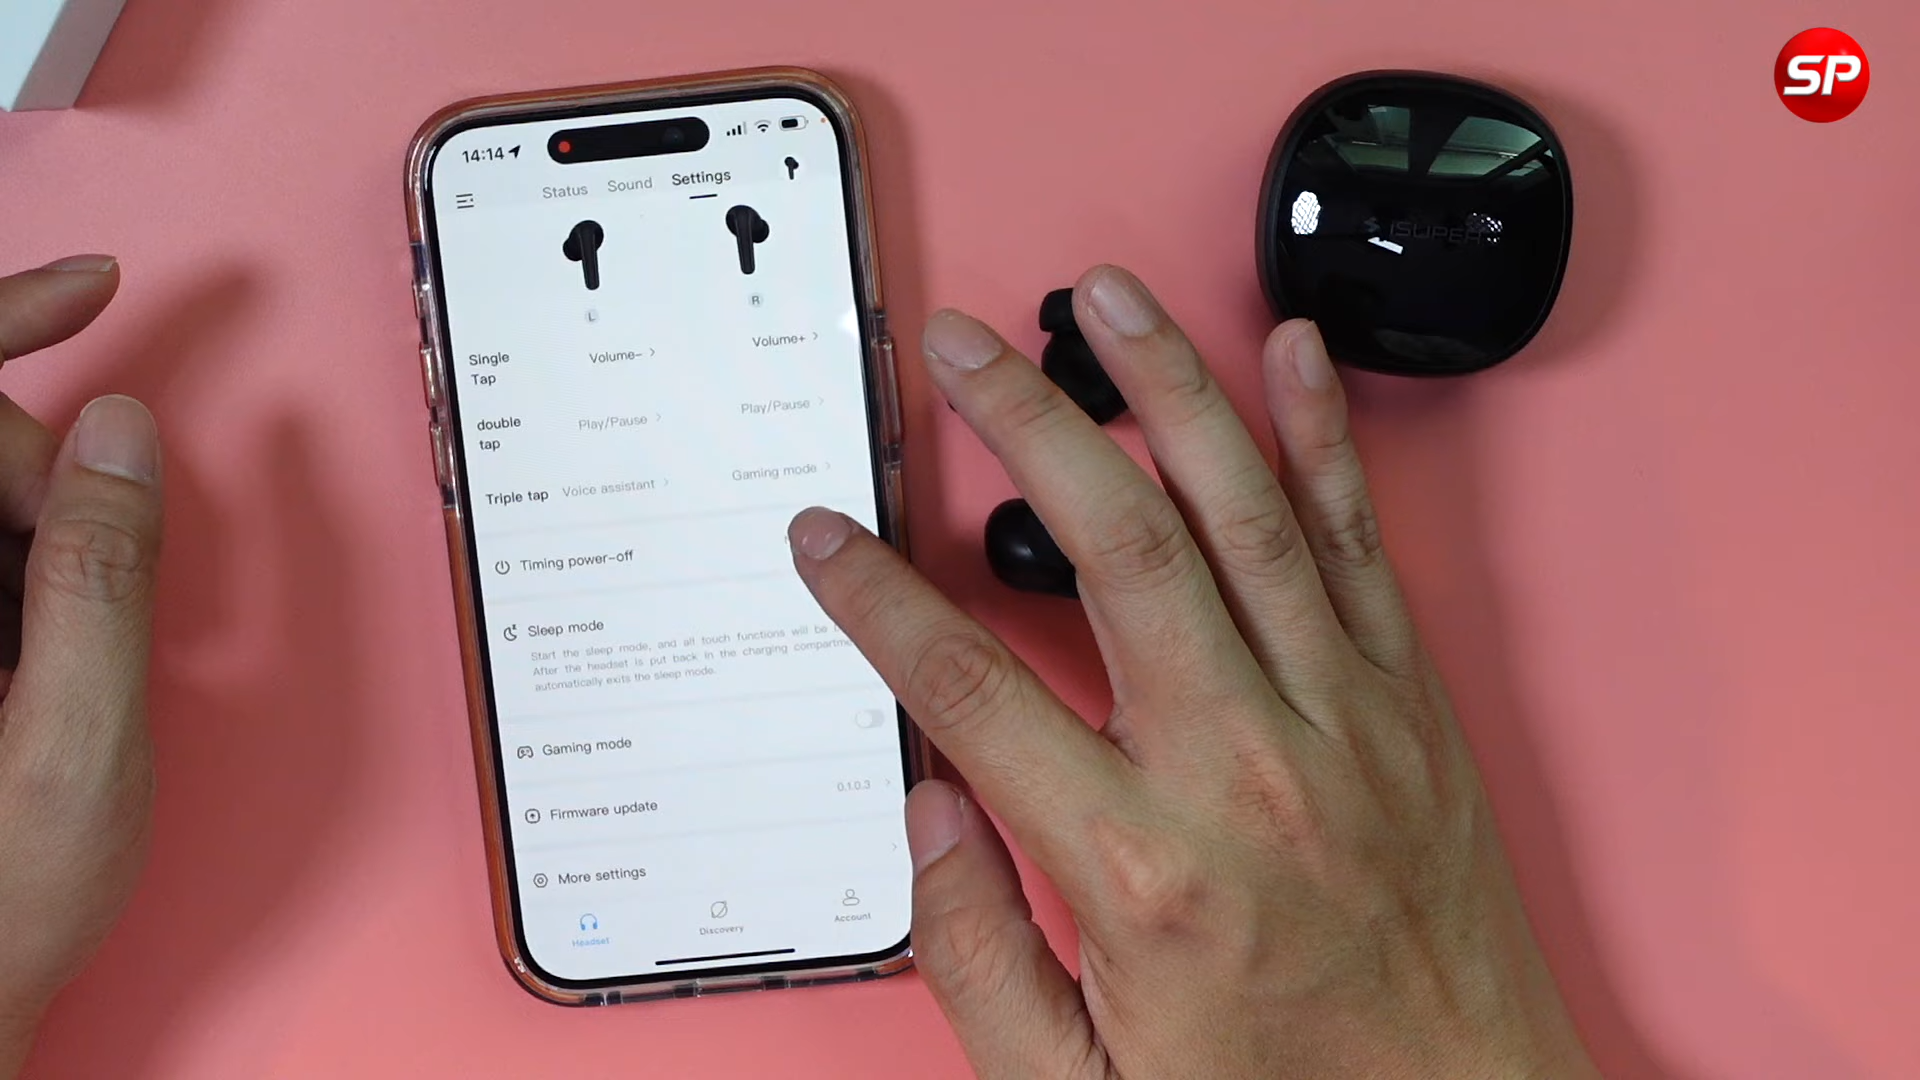 SP
14:14
Status Sound Settings
L
R
Single
Tap
Volume-
Volume+
double
tap
Play/Pause
Play/Pause
Triple tap
Voice assistant
Gaming mode
Timing power-off
Sleep mode
Start the sleep mode, and all touch functions will be
After the headset is put back in the charging
automatically exits the sleep mode.
Gaming mode
Firmware update
0.1.0.3
More settings
Headset
Discovery
Account
iSUPER